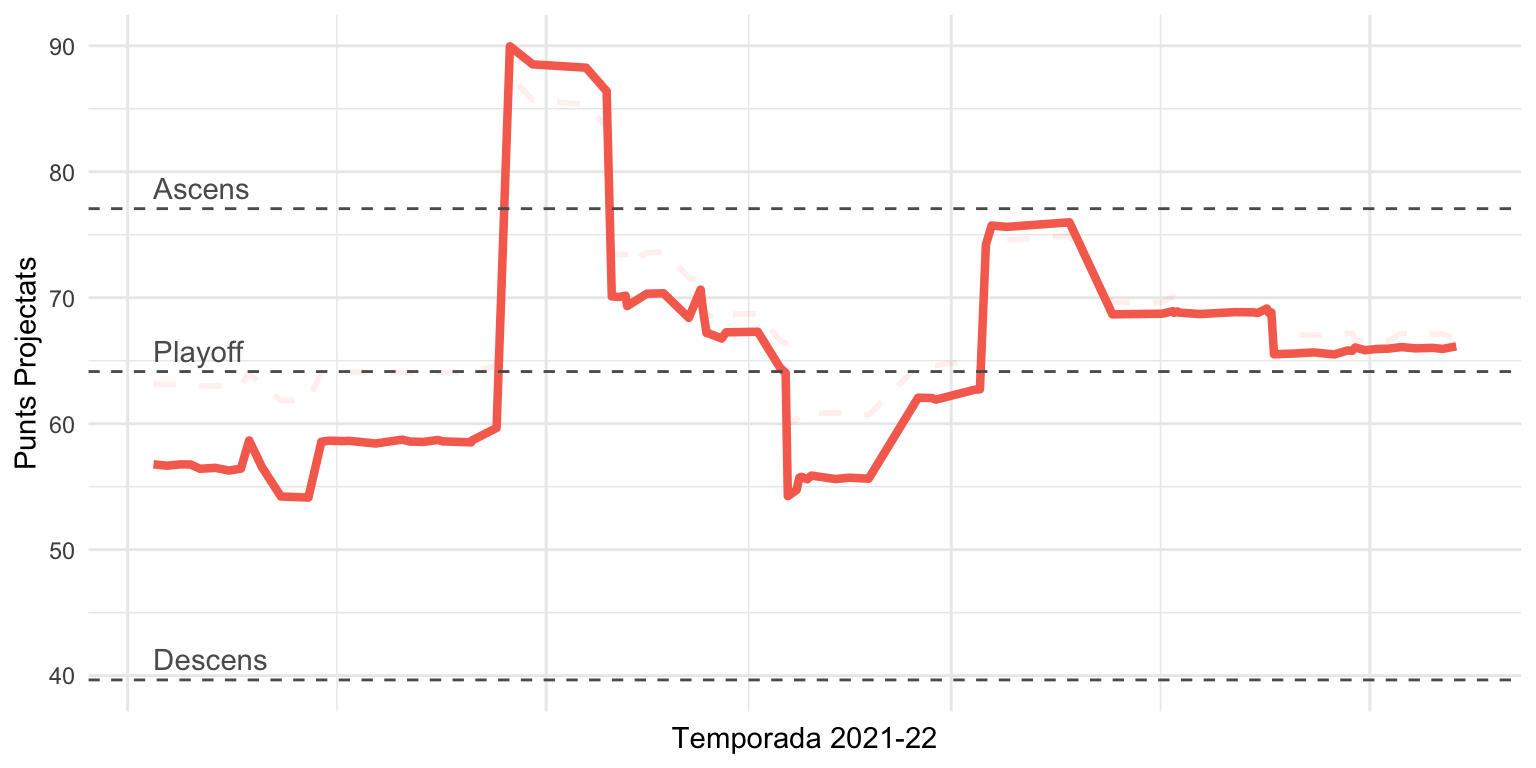 90
80
70
60
50
40
Punts Projectats
Ascens
Playoff
Descens
Temporada 2021-22